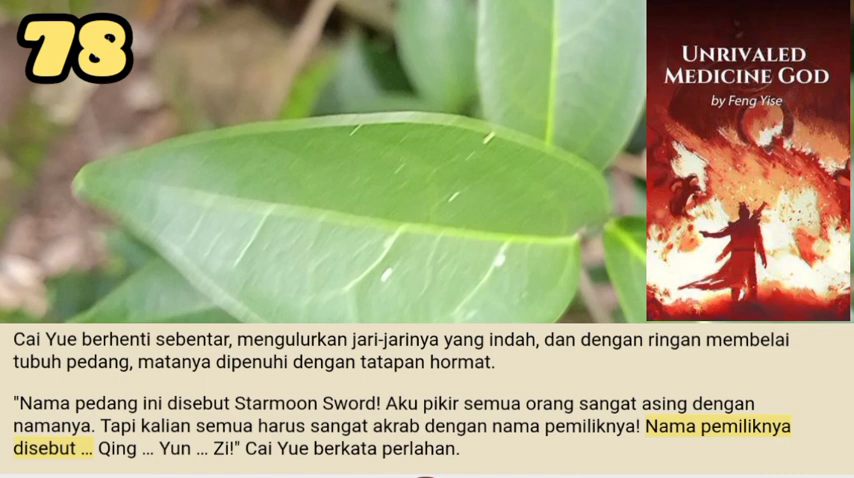 78
UNRIVALED
MEDICINE GOD
by Feng Yise
Cai Yue berhenti sebentar, mengulurkan jari-jarinya yang indah, dan dengan ringan membelai
tubuh pedang, matanya dipenuhi dengan tatapan hormat.
"Nama pedang ini disebut Starmoon Sword! Aku pikir semua orang sangat asing dengan
namanya. Tapi kalian semua harus sangat akrab dengan nama pemiliknya! Nama pemiliknya
disebut ... Qing ... Yun ... Zi!" Cai Yue berkata perlahan.